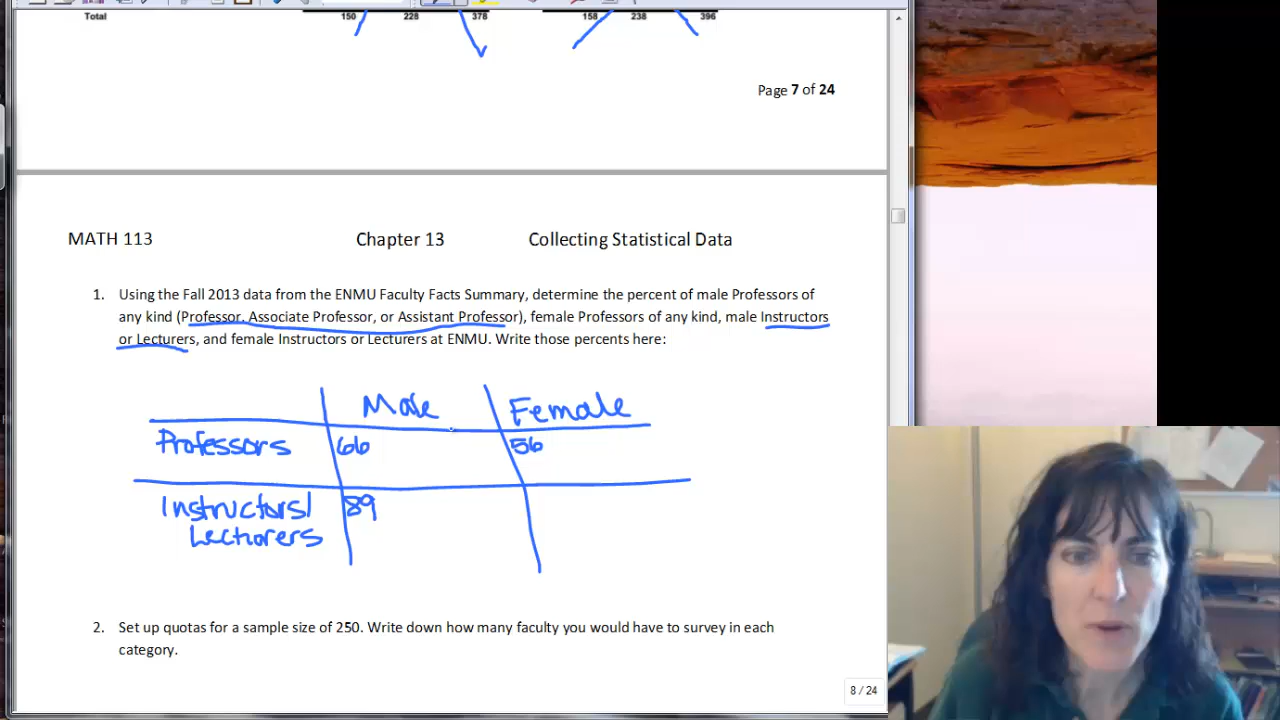 Total 150 228 378 158 238 396
Page 7 of 24
MATH 113 Chapter 13 Collecting Statistical Data
1. Using the Fall 2013 data from the ENMU Faculty Facts Summary, determine the percent of male Professors of
any kind (Professor, Associate Professor, or Assistant Professor), female Professors of any kind, male Instructors
or Lecturers, and female Instructors or Lecturers at ENMU. Write those percents here:
Male Female
Professors 66 56
Instructors/ 89
Lecturers
2. Set up quotas for a sample size of 250. Write down how many faculty you would have to survey in each
category.
8 / 24